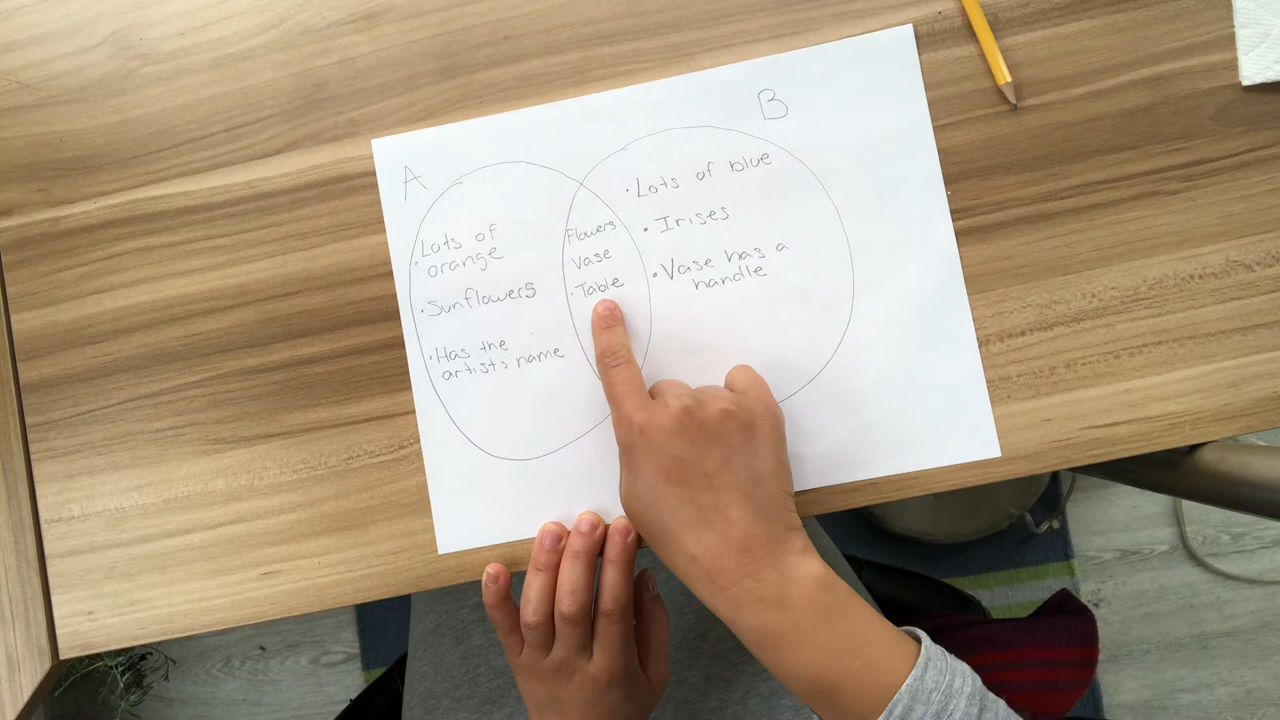 A
B
·Lots of
orange
·Sunflowers
·Has the
artists name
Flowers
Vase
·Table
·Lots of blue
·Irises
·Vase has a
handle